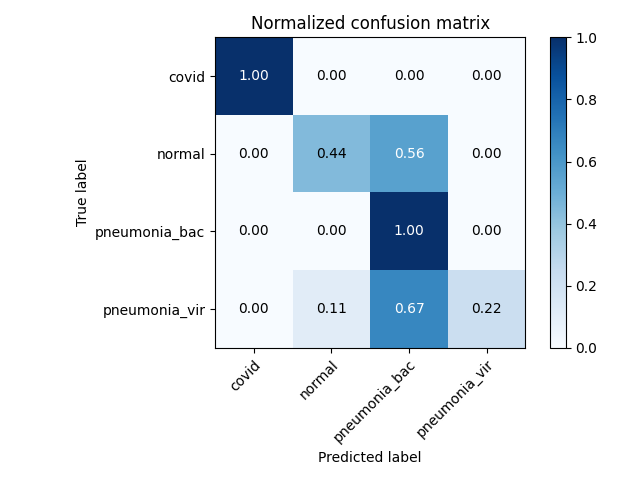 Normalized confusion matrix
True label
covid
normal
pneumonia_bac
pneumonia_vir
1.00 0.00 0.00 0.00
0.00 0.44 0.56 0.00
0.00 0.00 1.00 0.00
0.00 0.11 0.67 0.22
covid
normal
pneumonia_bac
pneumonia_vir
Predicted label
1.0
0.8
0.6
0.4
0.2
0.0